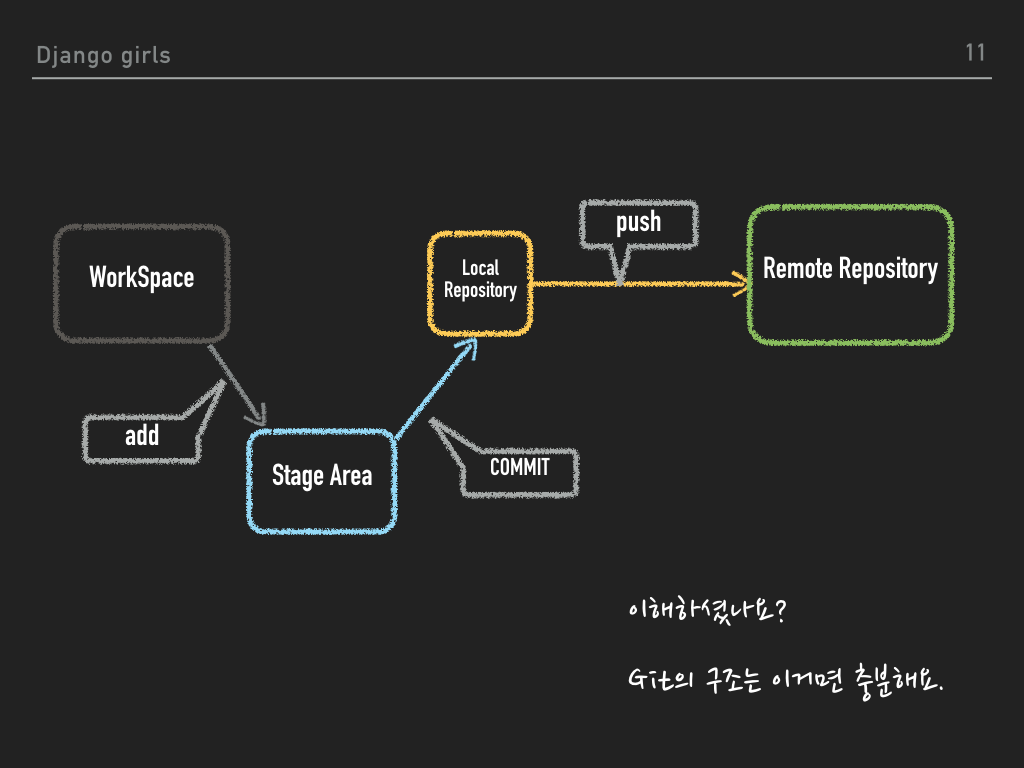 Django girls
11
WorkSpace
add
Stage Area
COMMIT
Local
Repository
push
Remote Repository
이해하셨나요?
Git의 구조는 이거면 충분해요.